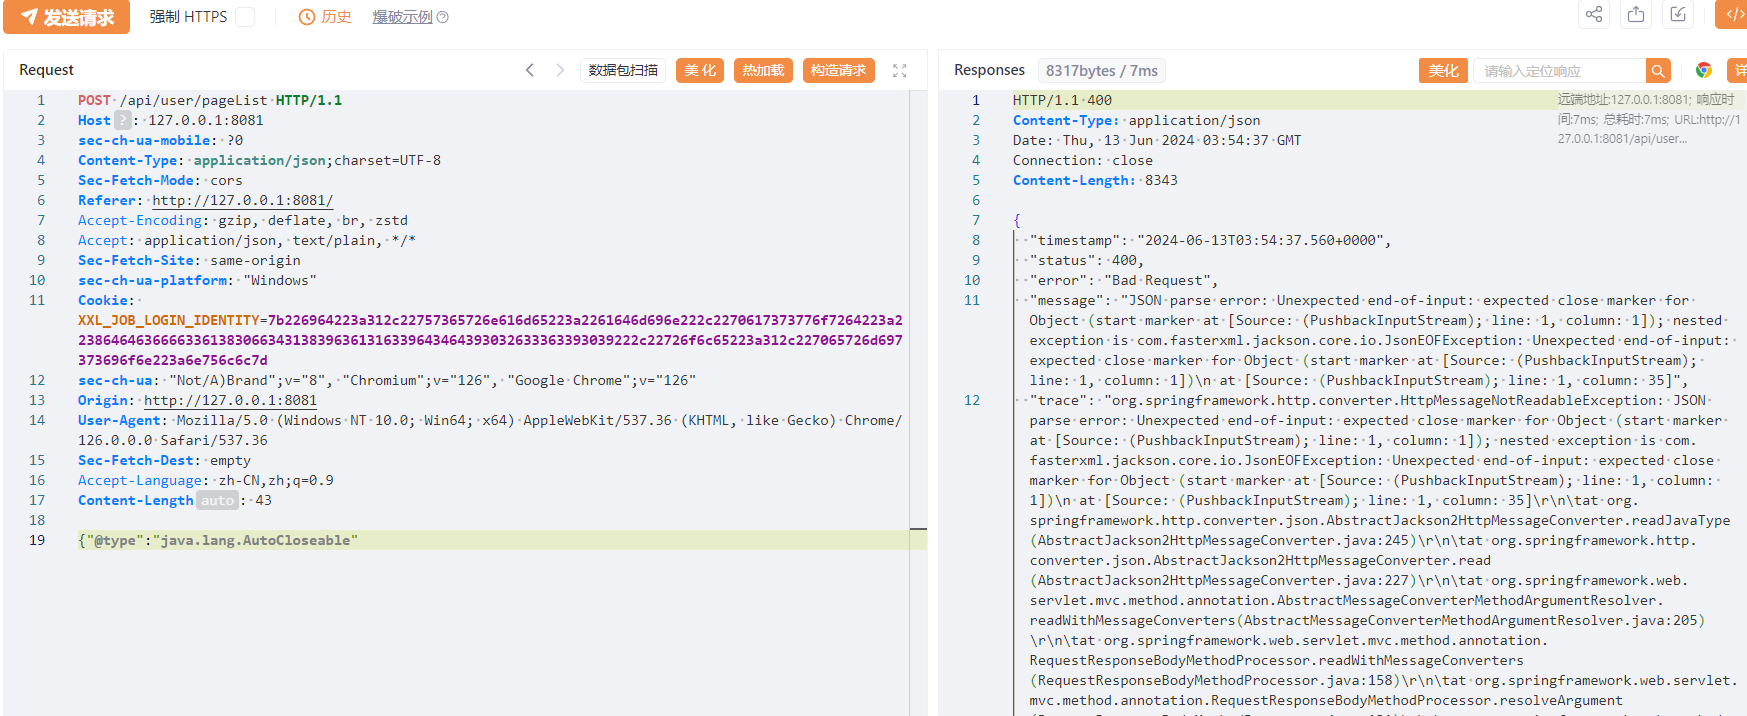 发送请求 强制 HTTPS 历史 爆破示例
Request 数据包扫描 美 化 热加载 构造请求
1 POST /api/user/pageList HTTP/1.1
2 Host ? : 127.0.0.1:8081
3 sec-ch-ua-mobile: ?0
4 Content-Type: application/json;charset=UTF-8
5 Sec-Fetch-Mode: cors
6 Referer: http://127.0.0.1:8081/
7 Accept-Encoding: gzip, deflate, br, zstd
8 Accept: application/json, text/plain, */*
9 Sec-Fetch-Site: same-origin
10 sec-ch-ua-platform: "Windows"
11 Cookie:
XXL_JOB_LOGIN_IDENTITY=7b226964223a312c22757365726e616d65223a2261646d696e222c2270617373776f7264223a2
238646463666633613830663431383963613163396434643930326333633930 39222c22726f6c65223a312c227065726d697
373696f6e223a6e756c6c7d
12 sec-ch-ua: "Not/A)Brand";v="8", "Chromium";v="126", "Google Chrome";v="126"
13 Origin: http://127.0.0.1:8081
14 User-Agent: Mozilla/5.0 (Windows NT 10.0; Win64; x64) AppleWebKit/537.36 (KHTML, like Gecko) Chrome/
126.0.0.0 Safari/537.36
15 Sec-Fetch-Dest: empty
16 Accept-Language: zh-CN,zh;q=0.9
17 Content-Length auto : 43
18
19 {"@type":"java.lang.AutoCloseable"
Responses 8317bytes / 7ms 美化 请输入定位响应 详
远端地址:127.0.0.1:8081; 响应时
间:7ms; 总耗时:7ms; URL:http://1
27.0.0.1:8081/api/user...
1 HTTP/1.1 400
2 Content-Type: application/json
3 Date: Thu, 13 Jun 2024 03:54:37 GMT
4 Connection: close
5 Content-Length: 8343
6
7 {
8 "timestamp": "2024-06-13T03:54:37.560+0000",
9 "status": 400,
10 "error": "Bad Request",
11 "message": "JSON parse error: Unexpected end-of-input: expected close marker for
Object (start marker at [Source: (PushbackInputStream); line: 1, column: 1]); nested
exception is com.fasterxml.jackson.core.io.JsonEOFException: Unexpected end-of-input:
expected close marker for Object (start marker at [Source: (PushbackInputStream);
line: 1, column: 1])\n at [Source: (PushbackInputStream); line: 1, column: 35]",
12 "trace": "org.springframework.http.converter.HttpMessageNotReadableException: JSON
parse error: Unexpected end-of-input: expected close marker for Object (start marker
at [Source: (PushbackInputStream); line: 1, column: 1]); nested exception is com.
fasterxml.jackson.core.io.JsonEOFException: Unexpected end-of-input: expected close
marker for Object (start marker at [Source: (PushbackInputStream); line: 1, column:
1])\n at [Source: (PushbackInputStream); line: 1, column: 35]\r\n\tat org.
springframework.http.converter.json.AbstractJackson2HttpMessageConverter.readJavaType
(AbstractJackson2HttpMessageConverter.java:245)\r\n\tat org.springframework.http.
converter.json.AbstractJackson2HttpMessageConverter.read
(AbstractJackson2HttpMessageConverter.java:227)\r\n\tat org.springframework.web.
servlet.mvc.method.annotation.AbstractMessageConverterMethodArgumentResolver.
readWithMessageConverters(AbstractMessageConverterMethodArgumentResolver.java:205)
\r\n\tat org.springframework.web.servlet.mvc.method.annotation.
RequestResponseBodyMethodProcessor.readWithMessageConverters
(RequestResponseBodyMethodProcessor.java:158)\r\n\tat org.springframework.web.servlet.
mvc.method.annotation.RequestResponseBodyMethodProcessor.resolveArgument